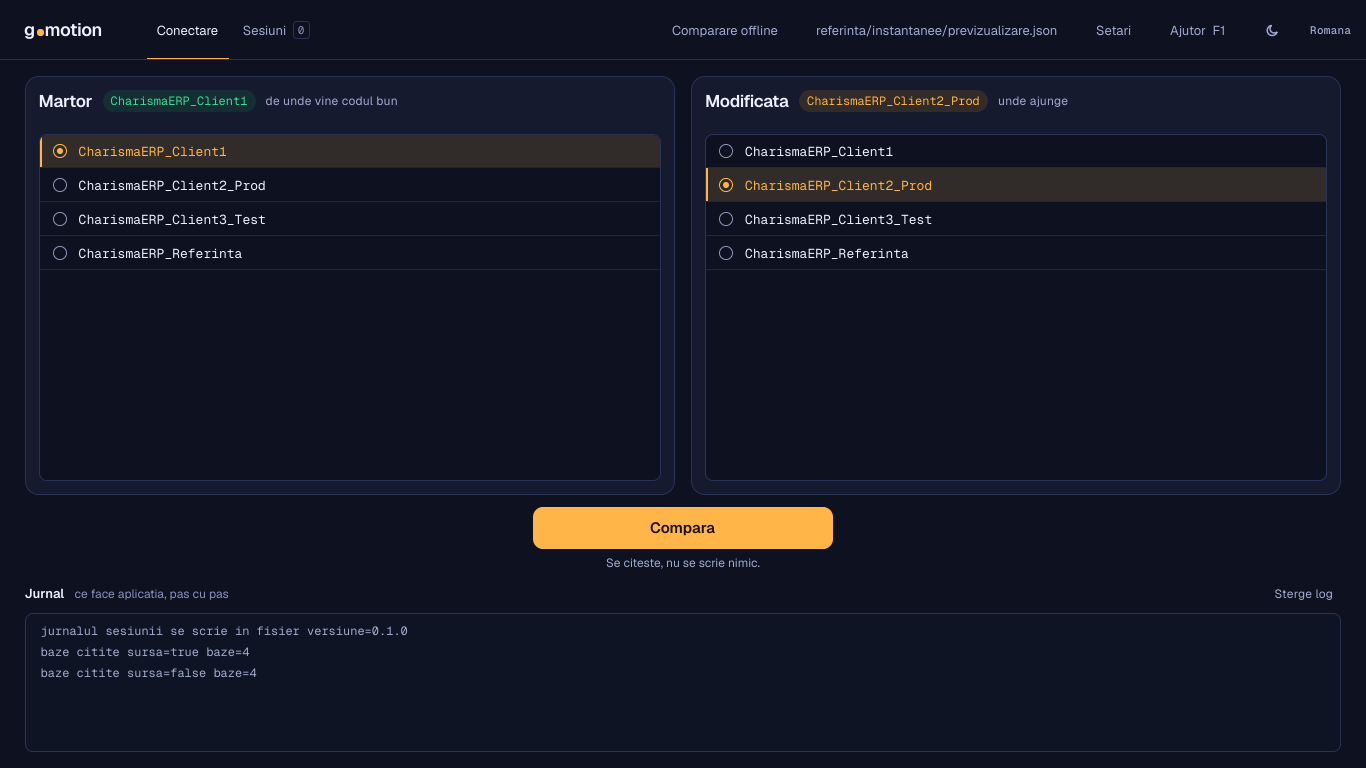 gomotion
Conectare
Sesiuni 0
Comparare offline
referinta/instantanee/previzualizare.json
Setari
Ajutor F1
Romana
Martor CharismaERP_Client1 de unde vine codul bun
CharismaERP_Client1
CharismaERP_Client2_Prod
CharismaERP_Client3_Test
CharismaERP_Referinta
Modificata CharismaERP_Client2_Prod unde ajunge
CharismaERP_Client1
CharismaERP_Client2_Prod
CharismaERP_Client3_Test
CharismaERP_Referinta
Compara
Se citeste, nu se scrie nimic.
Jurnal ce face aplicatia, pas cu pas
Sterge log
jurnalul sesiunii se scrie in fisier versiune=0.1.0
baze citite sursa=true baze=4
baze citite sursa=false baze=4